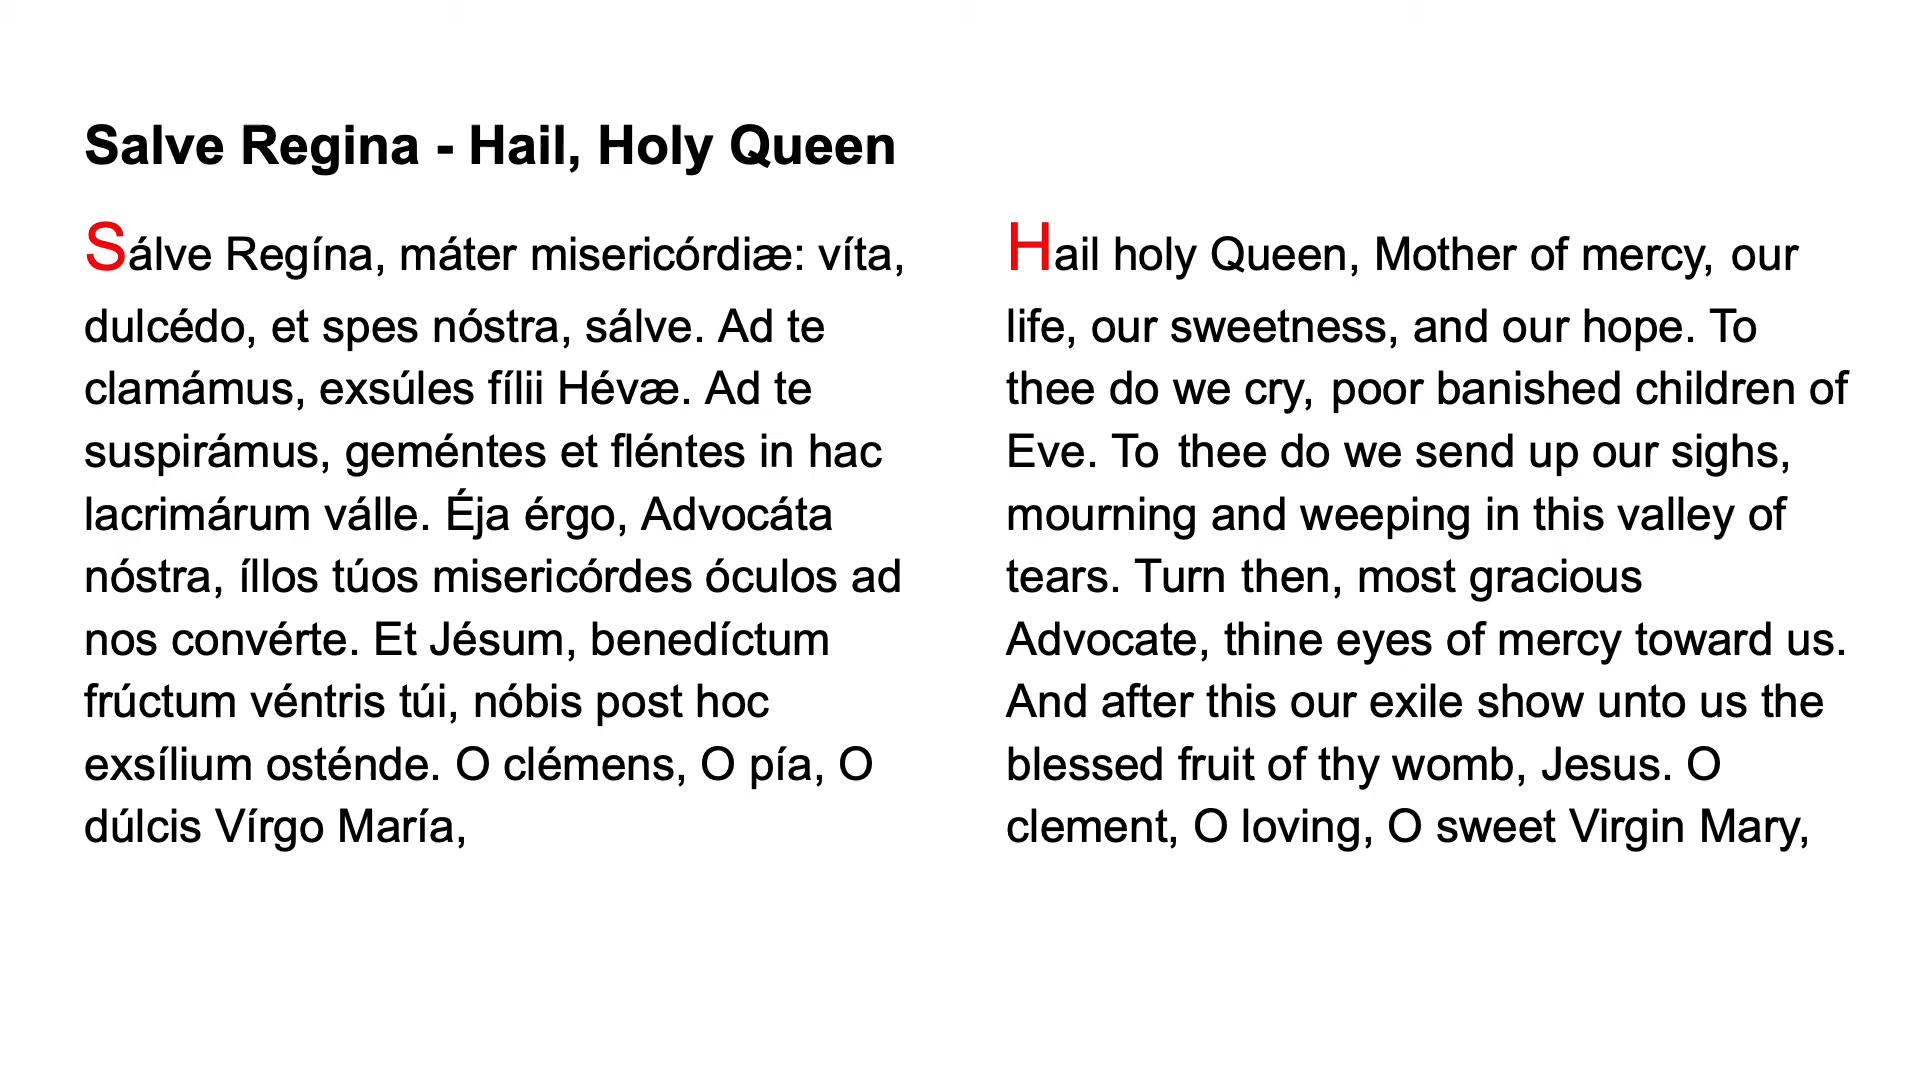 Salve Regina - Hail, Holy Queen
Sálve Regína, máter misericórdiæ: víta,
dulcédo, et spes nóstra, sálve. Ad te
clamámus, exsúles fílii Hévæ. Ad te
suspirámus, geméntes et fléntes in hac
lacrimárum válle. Éja érgo, Advocáta
nóstra, íllos túos misericórdes óculos ad
nos convérte. Et Jésum, benedíctum
frúctum véntris túi, nóbis post hoc
exsílium osténde. O clémens, O pía, O
dúlcis Vírgo María,
Hail holy Queen, Mother of mercy, our
life, our sweetness, and our hope. To
thee do we cry, poor banished children of
Eve. To thee do we send up our sighs,
mourning and weeping in this valley of
tears. Turn then, most gracious
Advocate, thine eyes of mercy toward us.
And after this our exile show unto us the
blessed fruit of thy womb, Jesus. O
clement, O loving, O sweet Virgin Mary,